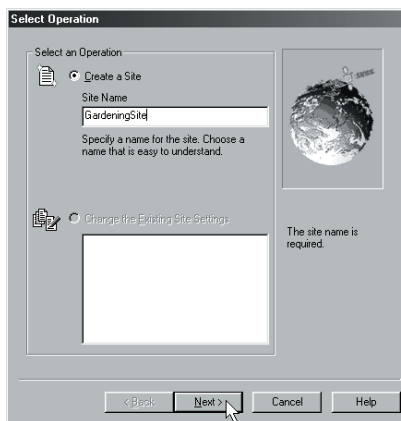 Select Operation
Select an Operation
Create a Site
Site Name
GardeningSite
Specify a name for the site. Choose a
name that is easy to understand.
Change the Existing Site Settings
The site name is
required.
< Back
Next >
Cancel
Help